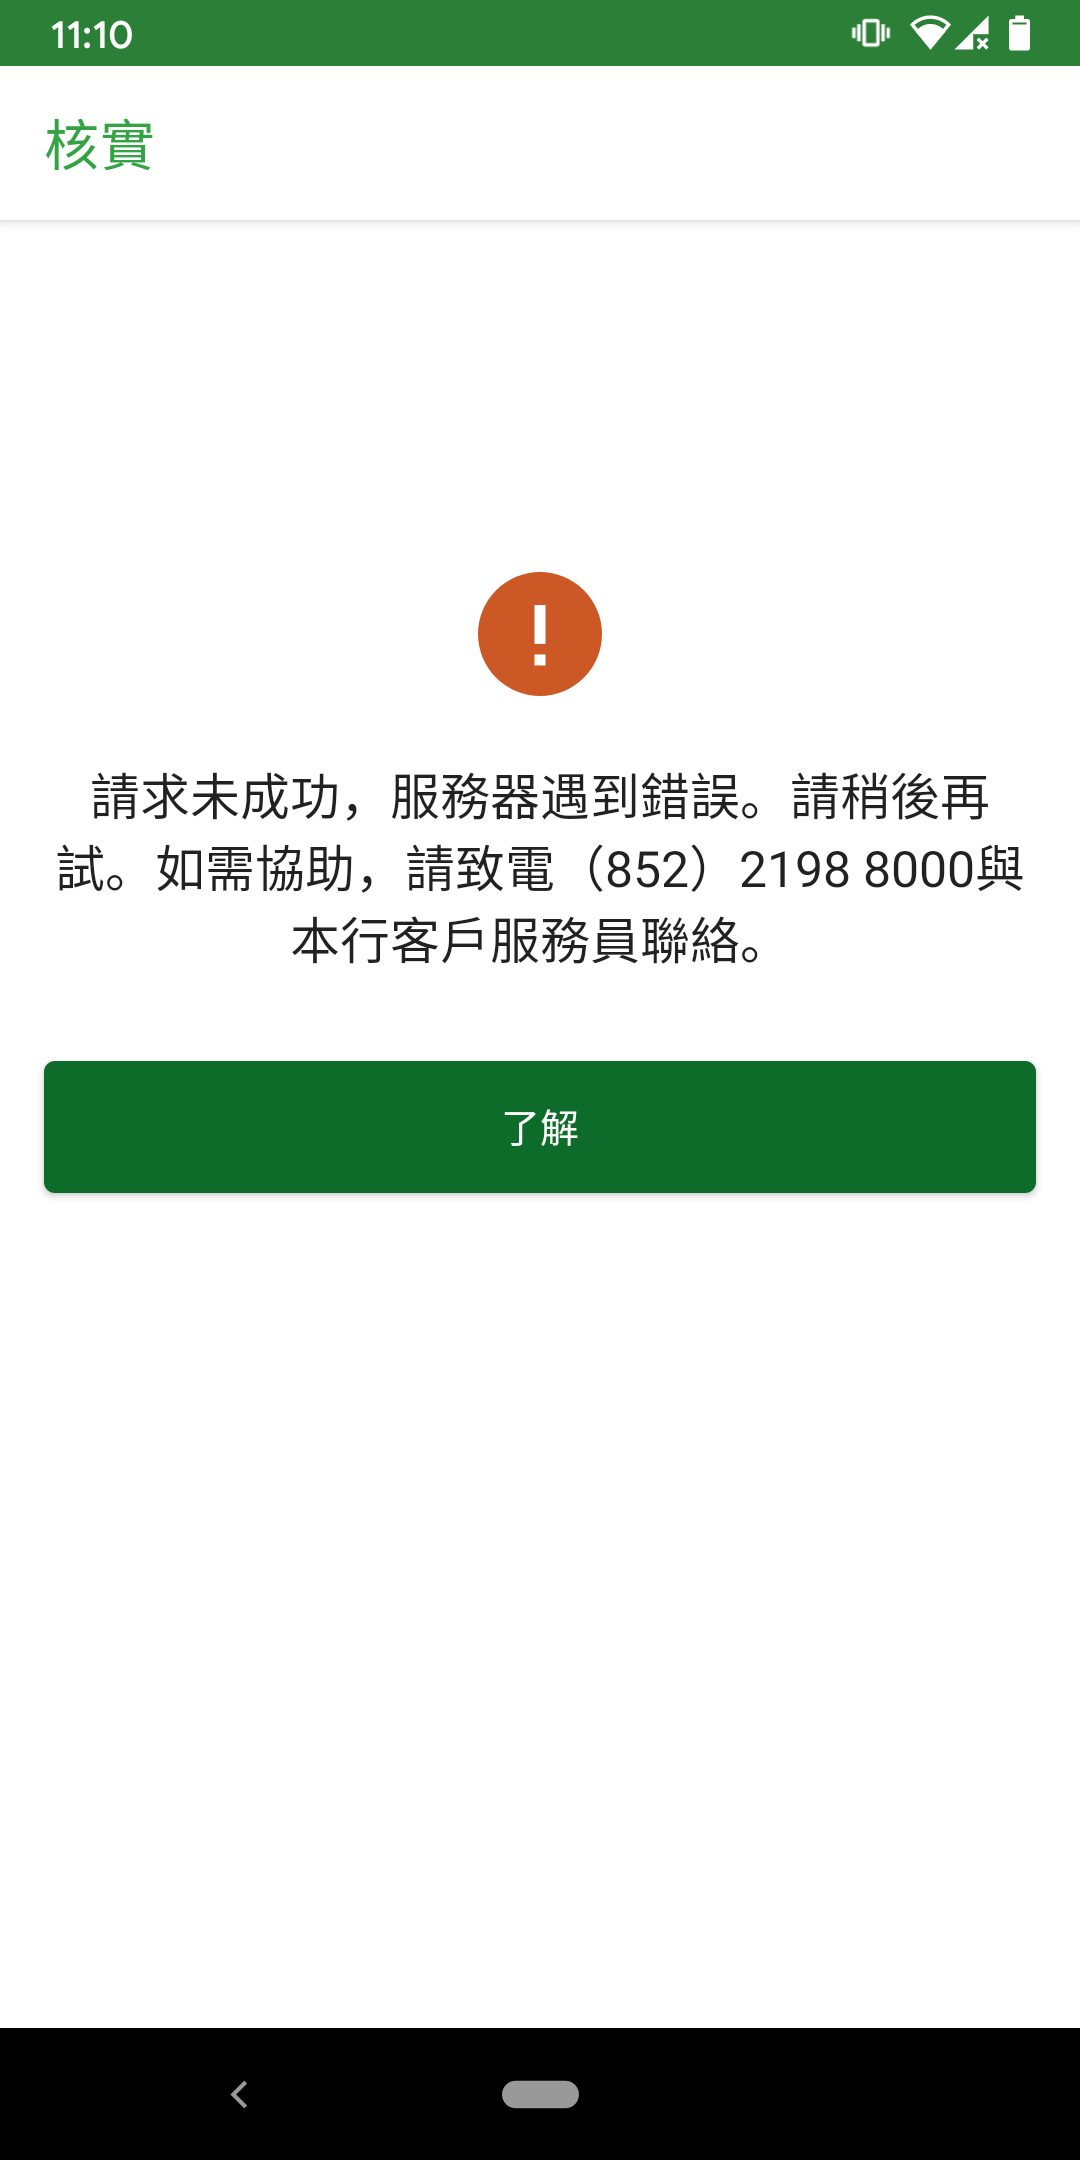 11:10
核實
請求未成功，服務器遇到錯誤。請稍後再
試。如需協助，請致電（852）2198 8000與
本行客戶服務員聯絡。
了解